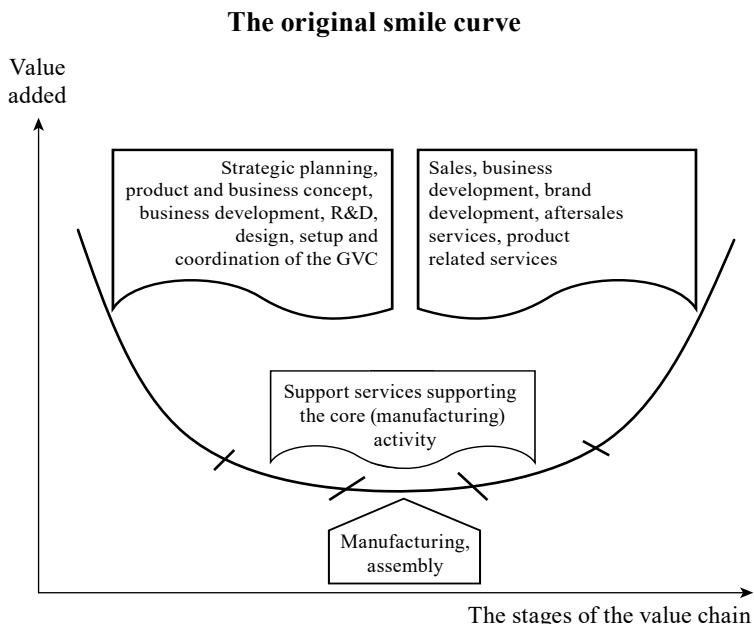 The original smile curve
Value
added
Strategic planning,
product and business concept,
business development, R&D,
design, setup and
coordination of the GVC
Sales, business
development, brand
development, aftersales
services, product
related services
Support services supporting
the core (manufacturing)
activity
Manufacturing,
assembly
The stages of the value chain